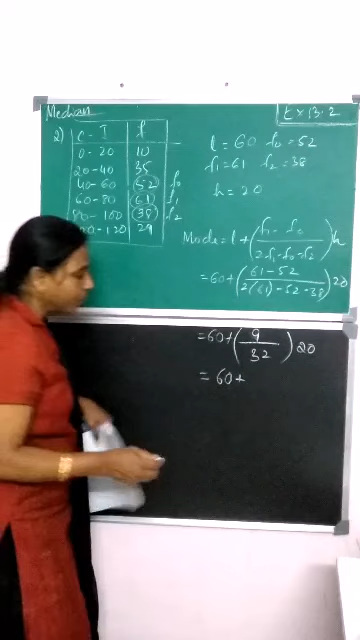 Median
Ex 13.2
2) C-I f
0-20 10
20-40 35
40-60 52 f0
60-80 61 f1
80-100 38 f2
0-120 29
l = 60 f0 = 52
f1 = 61 f2 = 38
h = 20
Mode = l + (f1 - f0 / 2f1 - f0 - f2) h
= 60 + (61 - 52 / 2(61) - 52 - 38) 20
= 60 + (9 / 32) 20
= 60 +